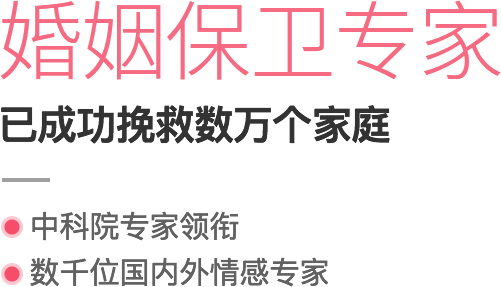 婚姻保卫专家
已成功挽救数万个家庭
中科院专家领衔
数千位国内外情感专家